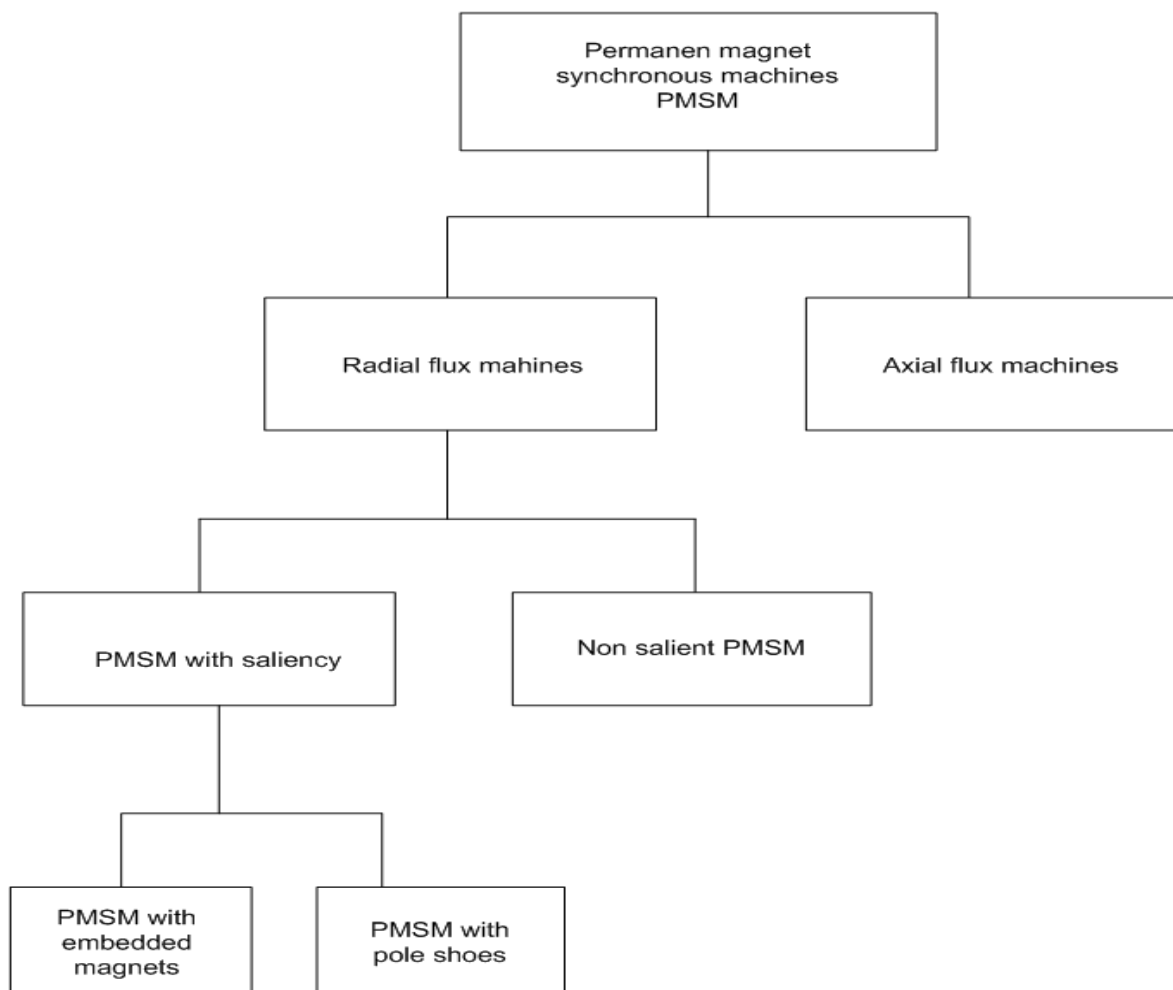 Permanen magnet
synchronous machines
PMSM
Radial flux mahines
Axial flux machines
PMSM with saliency
Non salient PMSM
PMSM with
embedded
magnets
PMSM with
pole shoes